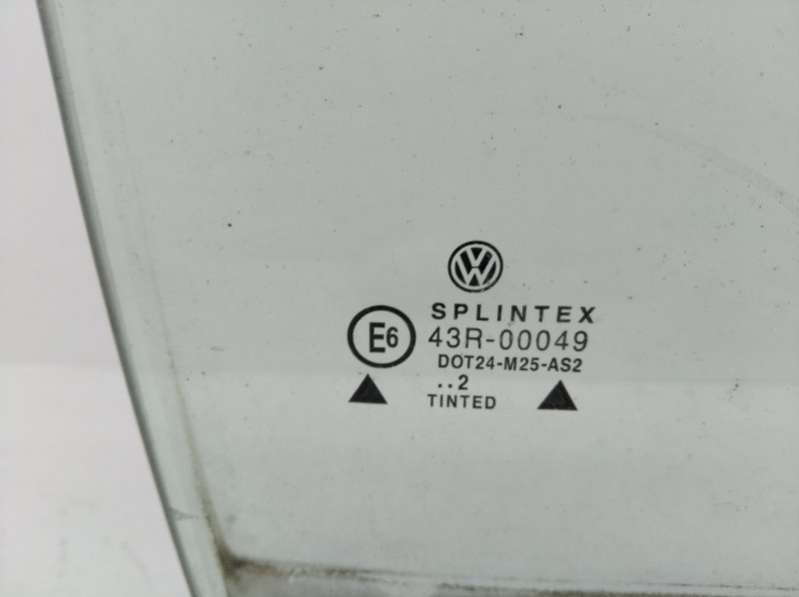 SPLINTEX
E6 43R-00049
DOT24-M25-AS2
..2
TINTED